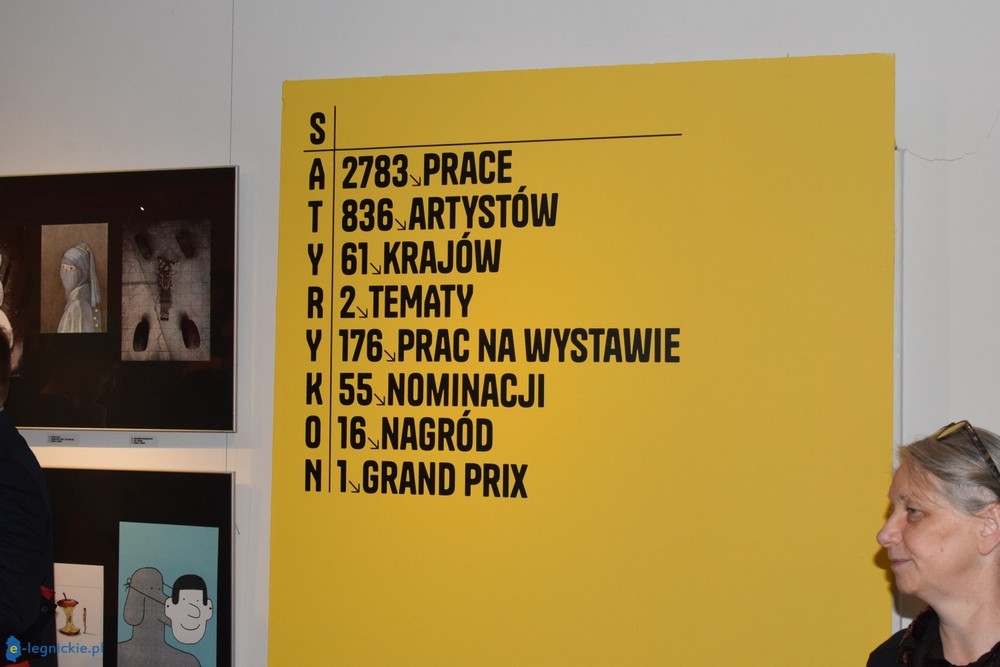 S
A 2783↘PRACE
T 836↘ARTYSTÓW
Y 61↘KRAJÓW
R 2↘TEMATY
Y 176↘PRAC NA WYSTAWIE
K 55↘NOMINACJI
O 16↘NAGRÓD
N 1↘GRAND PRIX
e-legnickie.pl